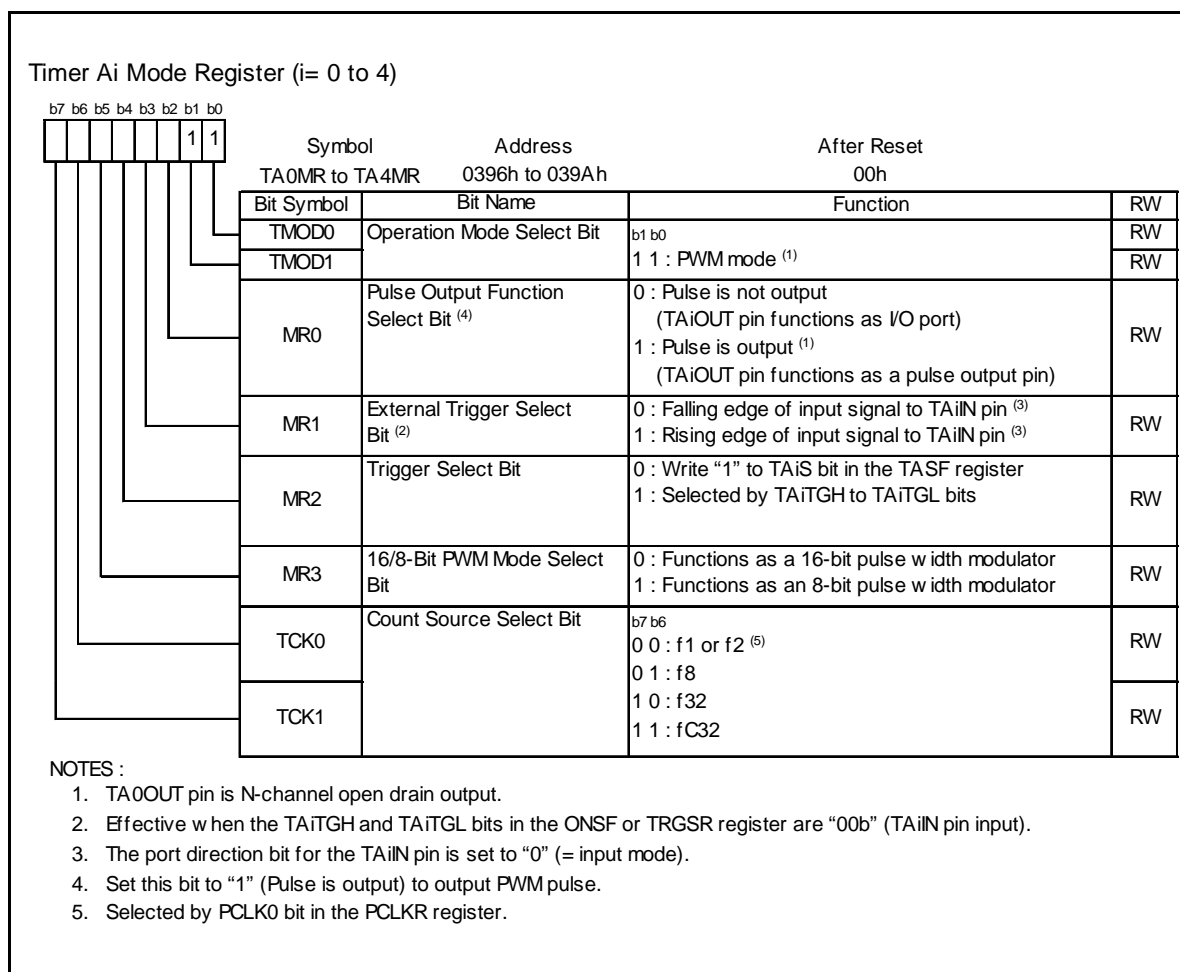 Timer Ai Mode Register (i= 0 to 4)
b7 b6 b5 b4 b3 b2 b1 b0
1 1
Symbol Address After Reset
TA0MR to TA4MR 0396h to 039Ah 00h
Bit Symbol Bit Name Function RW
TMOD0 Operation Mode Select Bit b1 b0 RW
TMOD1 1 1 : PWM mode (1) RW
Pulse Output Function 0 : Pulse is not output
Select Bit (4) (TAiOUT pin functions as I/O port)
MR0 1 : Pulse is output (1) RW
(TAiOUT pin functions as a pulse output pin)
External Trigger Select 0 : Falling edge of input signal to TAiIN pin (3)
MR1 Bit (2) 1 : Rising edge of input signal to TAiIN pin (3) RW
Trigger Select Bit 0 : Write “1” to TAiS bit in the TASF register
1 : Selected by TAiTGH to TAiTGL bits
MR2 RW
16/8-Bit PWM Mode Select 0 : Functions as a 16-bit pulse width modulator
MR3 Bit 1 : Functions as an 8-bit pulse width modulator RW
Count Source Select Bit b7 b6
TCK0 0 0 : f1 or f2 (5) RW
0 1 : f8
1 0 : f32
TCK1 1 1 : fC32 RW
NOTES :
1. TA0OUT pin is N-channel open drain output.
2. Effective when the TAiTGH and TAiTGL bits in the ONSF or TRGSR register are “00b” (TAiIN pin input).
3. The port direction bit for the TAiIN pin is set to “0” (= input mode).
4. Set this bit to “1” (Pulse is output) to output PWM pulse.
5. Selected by PCLK0 bit in the PCLKR register.